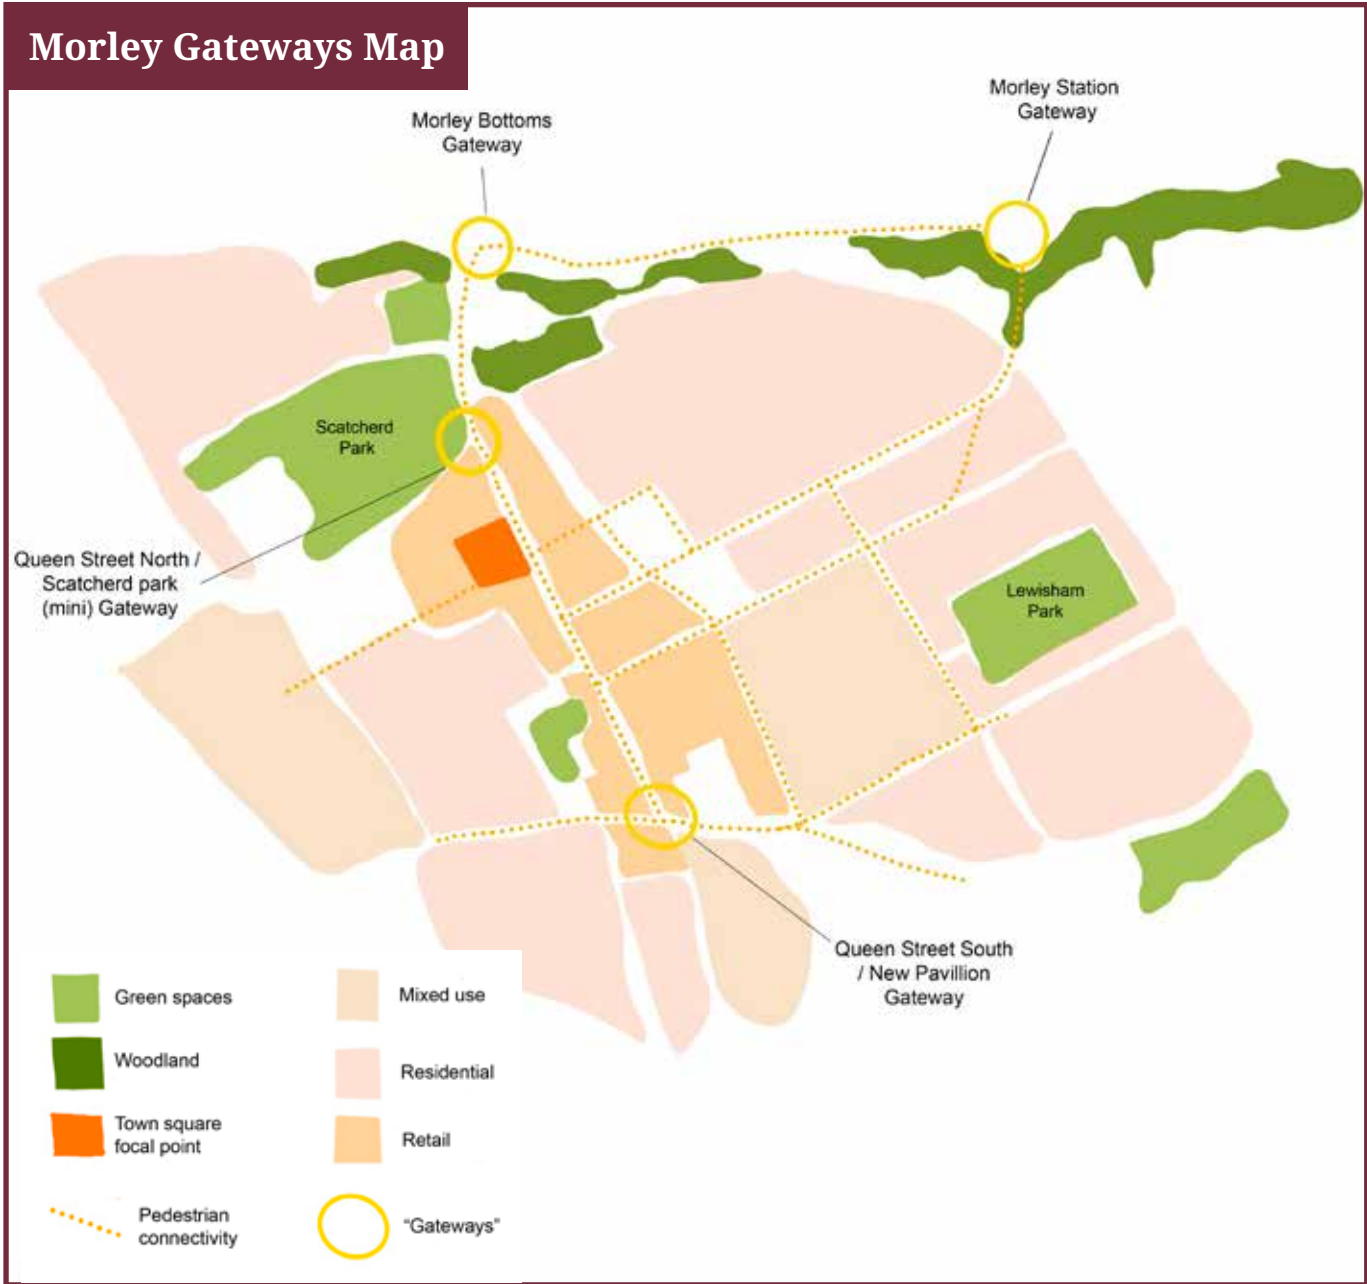 Morley Gateways Map
Morley Station
Gateway
Morley Bottoms
Gateway
Scatcherd
Park
Queen Street North /
Scatcherd park
(mini) Gateway
Lewisham
Park
Queen Street South
/ New Pavillion
Gateway
Green spaces
Mixed use
Woodland
Residential
Town square
focal point
Retail
Pedestrian
connectivity
"Gateways"